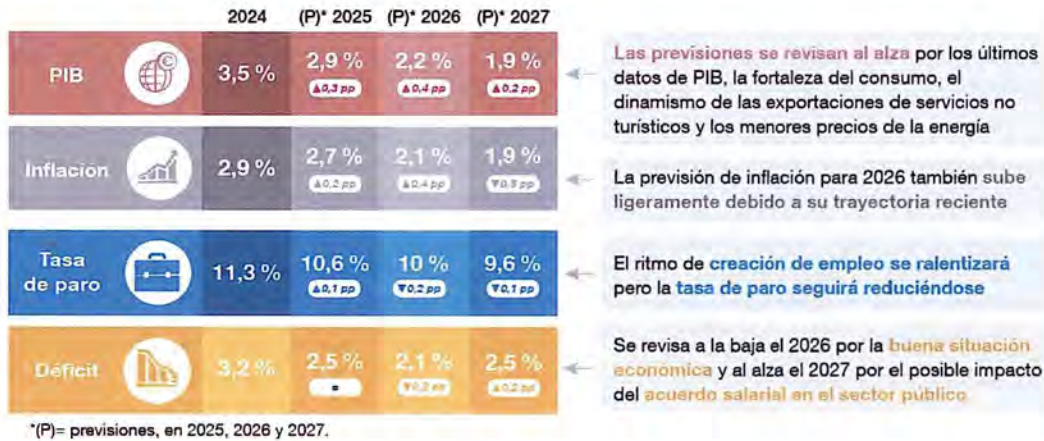 2024 (P)* 2025 (P)* 2026 (P)* 2027
PIB 3,5 % 2,9 % 2,2 % 1,9 %
▲0,3 pp ▲0,4 pp ▲0,2 pp
Las previsiones se revisan al alza por los últimos
datos de PIB, la fortaleza del consumo, el
dinamismo de las exportaciones de servicios no
turísticos y los menores precios de la energía
Inflación 2,9 % 2,7 % 2,1 % 1,9 %
▲0,2 pp ▲0,4 pp
La previsión de inflación para 2026 también sube
ligeramente debido a su trayectoria reciente
Tasa
de paro 11,3 % 10,6 % 10 % 9,6 %
▲0,1 pp ▼0,2 pp ▼0,1 pp
El ritmo de creación de empleo se ralentizará
pero la tasa de paro seguirá reduciéndose
Déficit 3,2 % 2,5 % 2,1 % 2,5 %
= ▼0,2 pp ▲0,2 pp
Se revisa a la baja el 2026 por la buena situación
económica y al alza el 2027 por el posible impacto
del acuerdo salarial en el sector público
*(P)= previsiones, en 2025, 2026 y 2027.